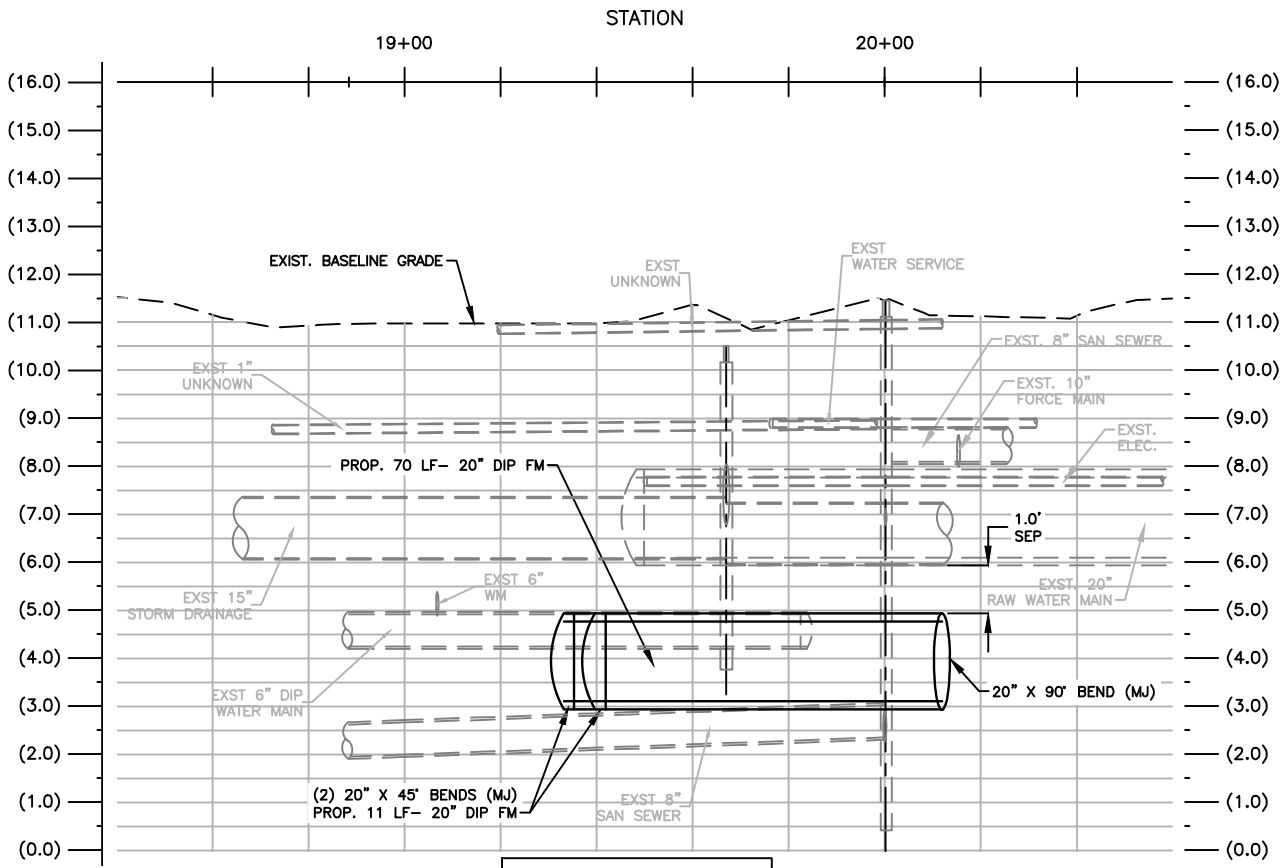 STATION
19+00
20+00
(16.0)
(16.0)
(15.0)
(15.0)
(14.0)
(14.0)
(13.0)
(13.0)
EXIST. BASELINE GRADE
EXST
UNKNOWN
EXST
WATER SERVICE
(12.0)
(12.0)
(11.0)
(11.0)
EXST. 8" SAN SEWER
EXST 1"
UNKNOWN
(10.0)
(10.0)
EXST. 10"
FORCE MAIN
(9.0)
(9.0)
EXST.
ELEC.
PROP. 70 LF- 20" DIP FM
(8.0)
(8.0)
(7.0)
(7.0)
1.0'
SEP
(6.0)
(6.0)
EXST 15"
STORM DRAINAGE
EXST 6"
WM
EXST. 20"
RAW WATER MAIN
(5.0)
(5.0)
(4.0)
(4.0)
EXST 6" DIP
WATER MAIN
20" X 90° BEND (MJ)
(3.0)
(3.0)
(2.0)
(2.0)
(2) 20" X 45° BENDS (MJ)
PROP. 11 LF- 20" DIP FM
EXST 8"
SAN SEWER
(1.0)
(1.0)
(0.0)
(0.0)